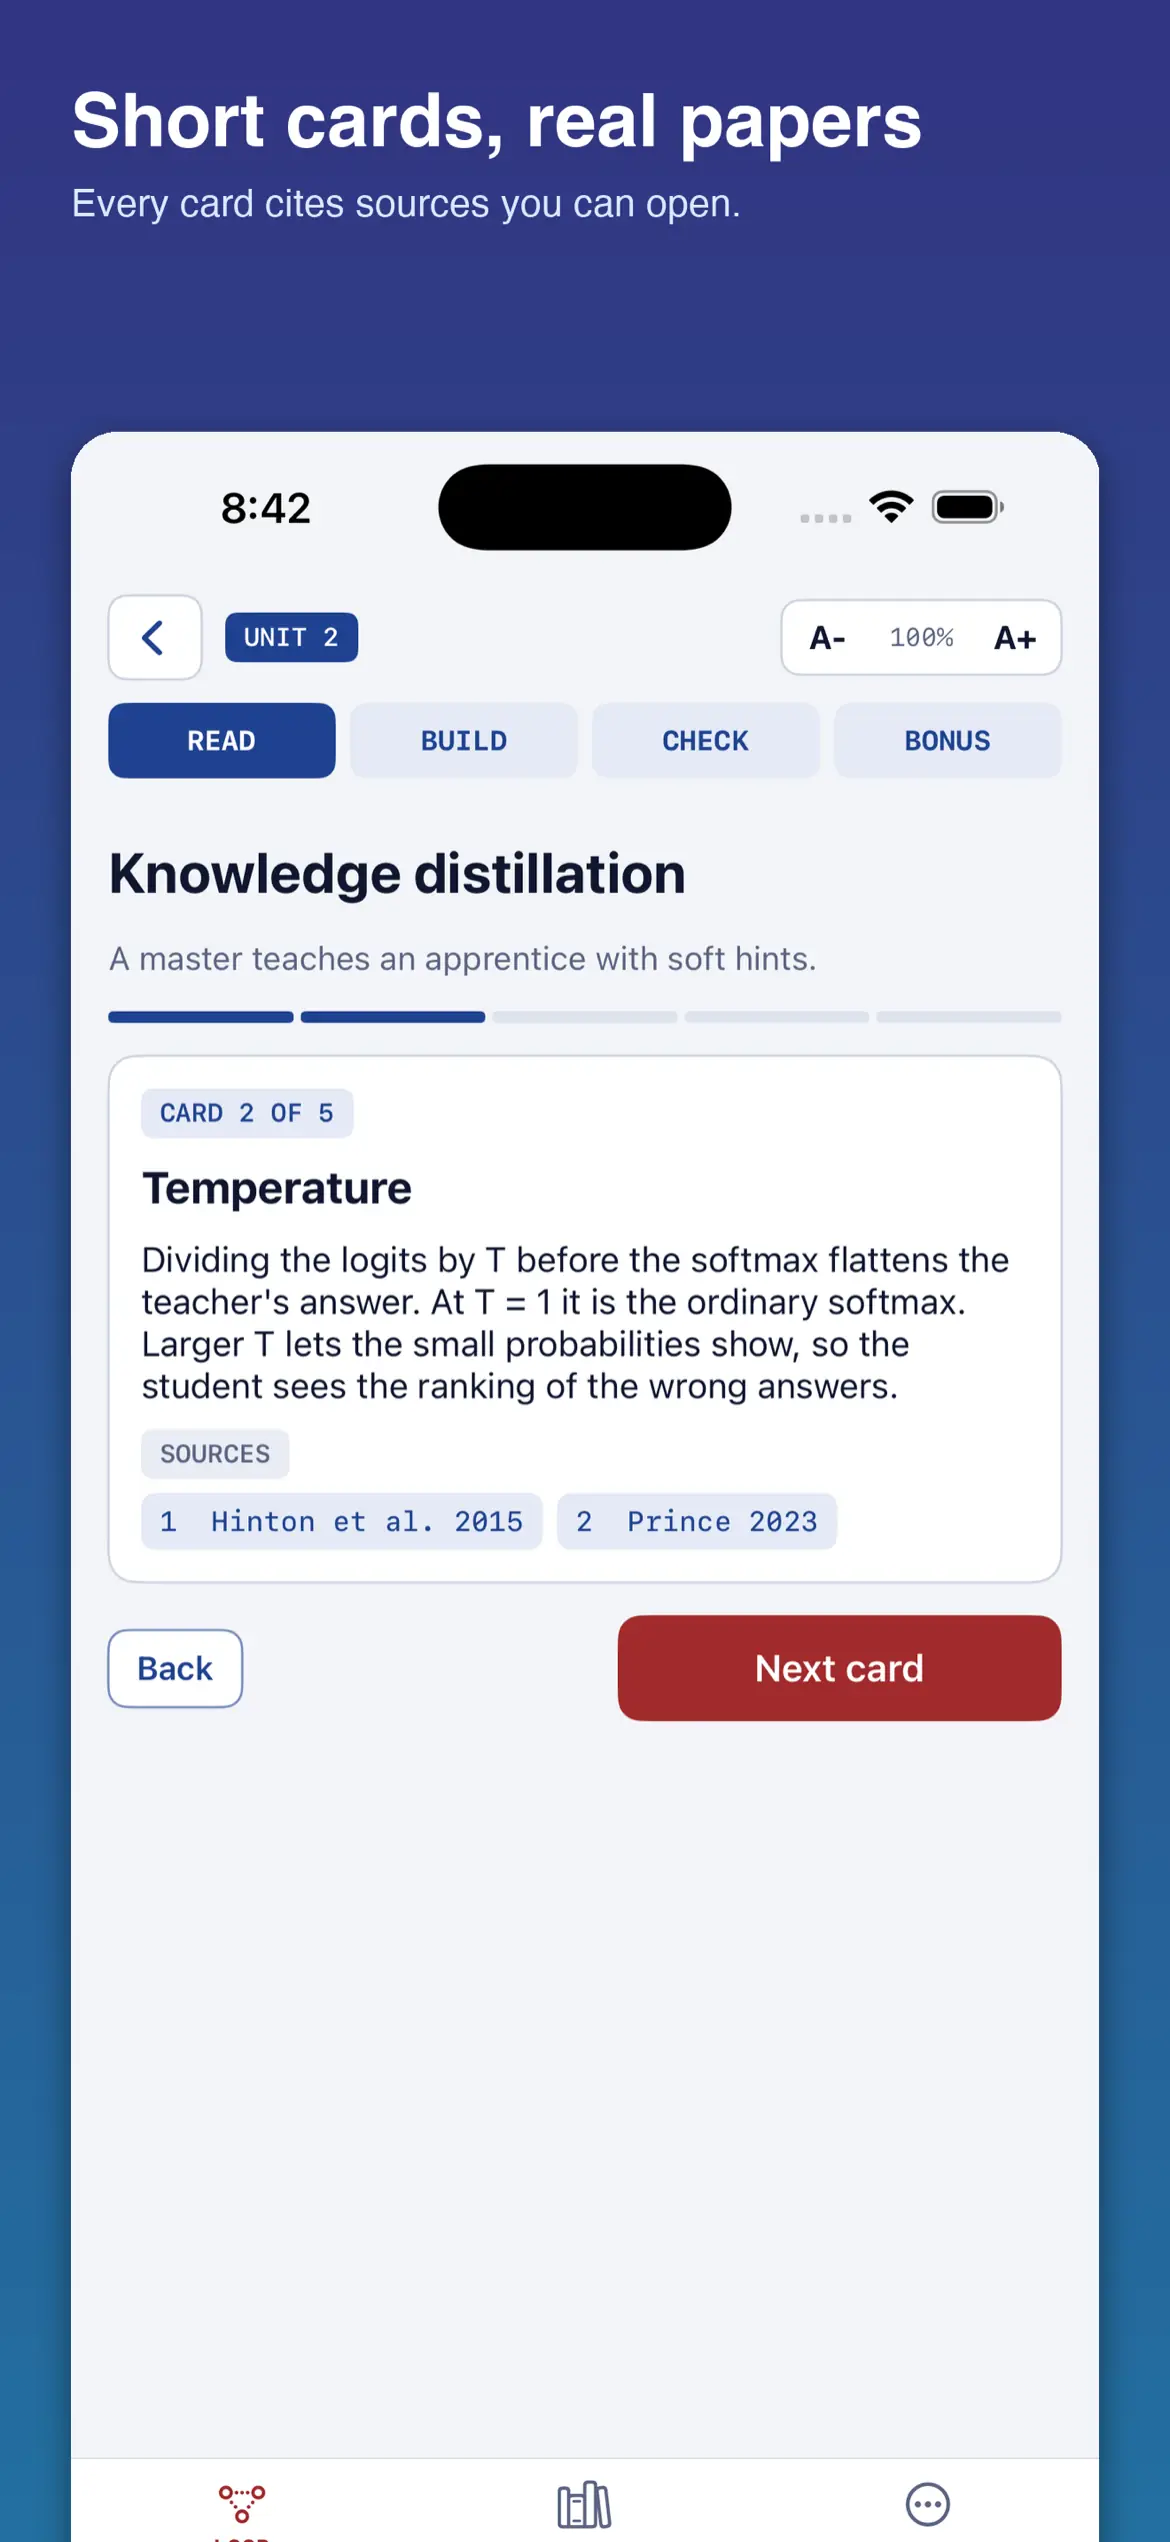 Short cards, real papers
Every card cites sources you can open.
8:42
UNIT 2
A- 100% A+
READ BUILD CHECK BONUS
Knowledge distillation
A master teaches an apprentice with soft hints.
CARD 2 OF 5
Temperature
Dividing the logits by T before the softmax flattens the
teacher's answer. At T = 1 it is the ordinary softmax.
Larger T lets the small probabilities show, so the
student sees the ranking of the wrong answers.
SOURCES
1 Hinton et al. 2015 2 Prince 2023
Back Next card